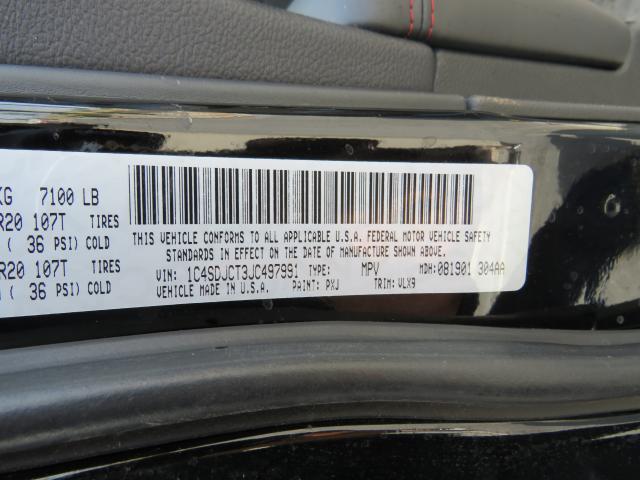 KG 7100 LB
R20 107T TIRES
( 36 PSI) COLD
R20 107T TIRES
( 36 PSI) COLD
THIS VEHICLE CONFORMS TO ALL APPLICABLE U.S.A. FEDERAL MOTOR VEHICLE SAFETY
STANDARDS IN EFFECT ON THE DATE OF MANUFACTURE SHOWN ABOVE.
VIN: 1C4SDJCT3JC497991 TYPE: MPV MDH: 081901 304AA
VEHICLE MADE IN U.S.A. PAINT: PXJ TRIM: VLX9